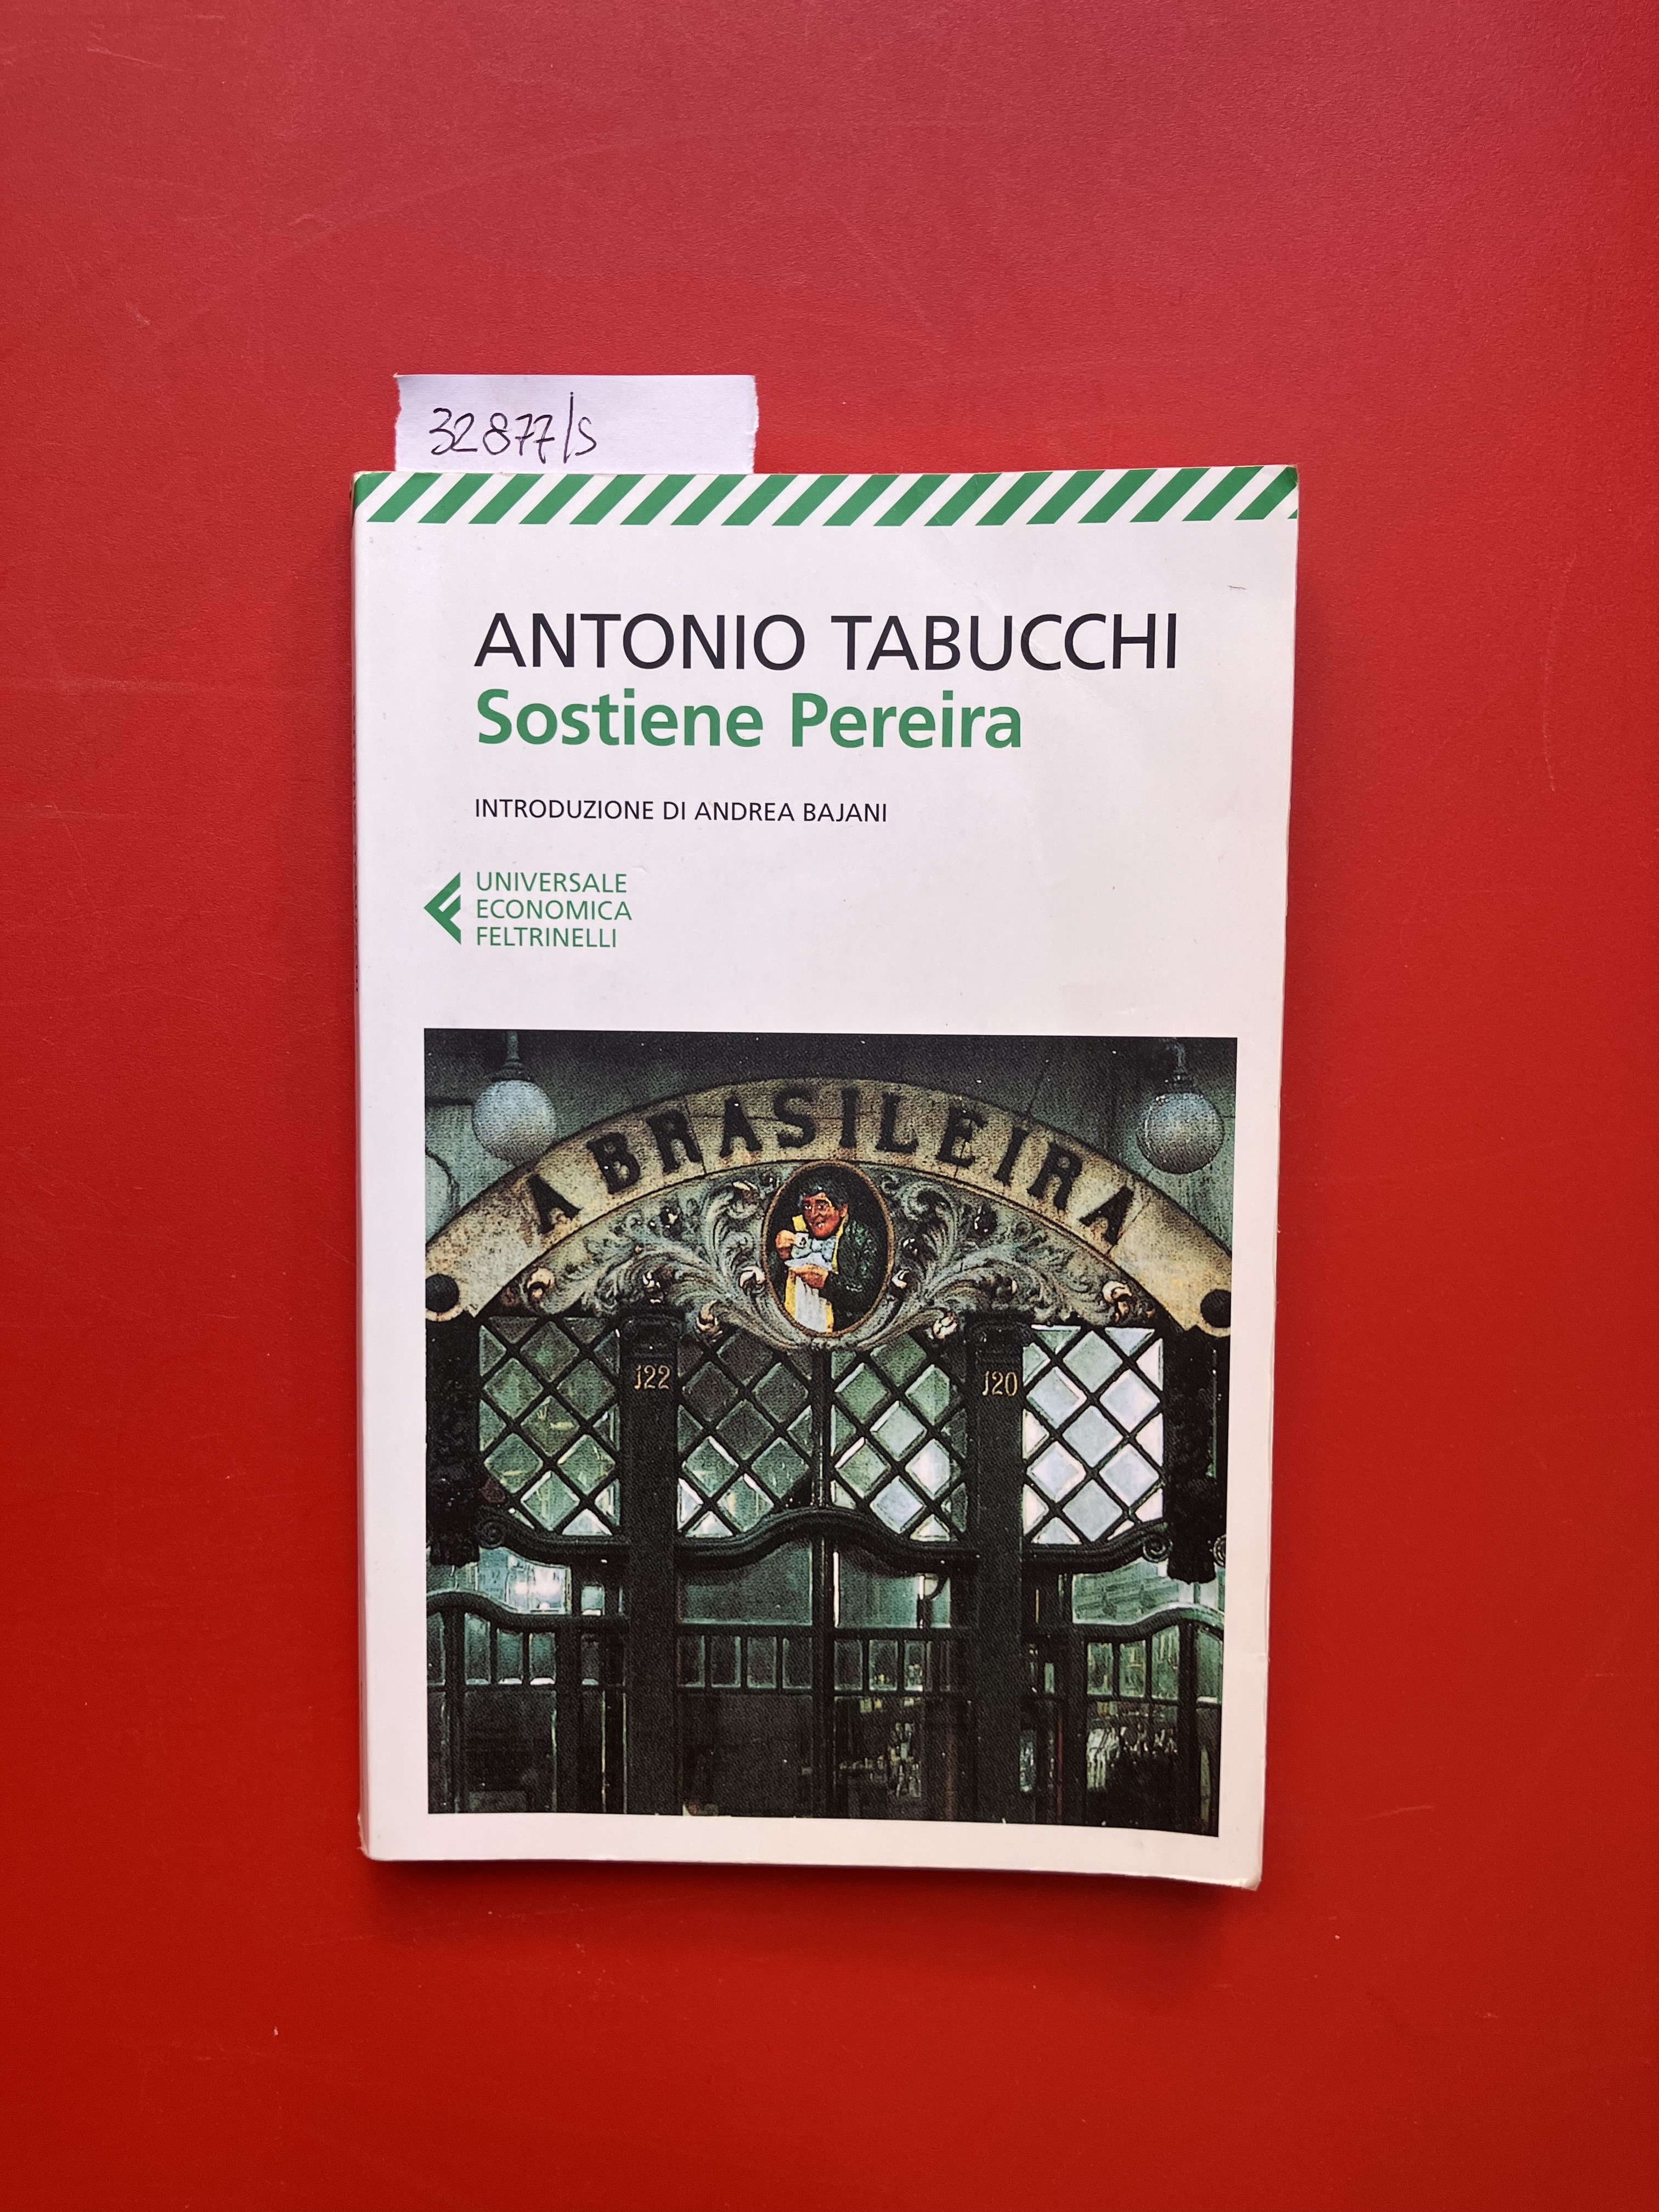 32877/s
ANTONIO TABUCCHI
Sostiene Pereira
INTRODUZIONE DI ANDREA BAJANI
UNIVERSALE
ECONOMICA
FELTRINELLI
A BRASILEIRA
122
120